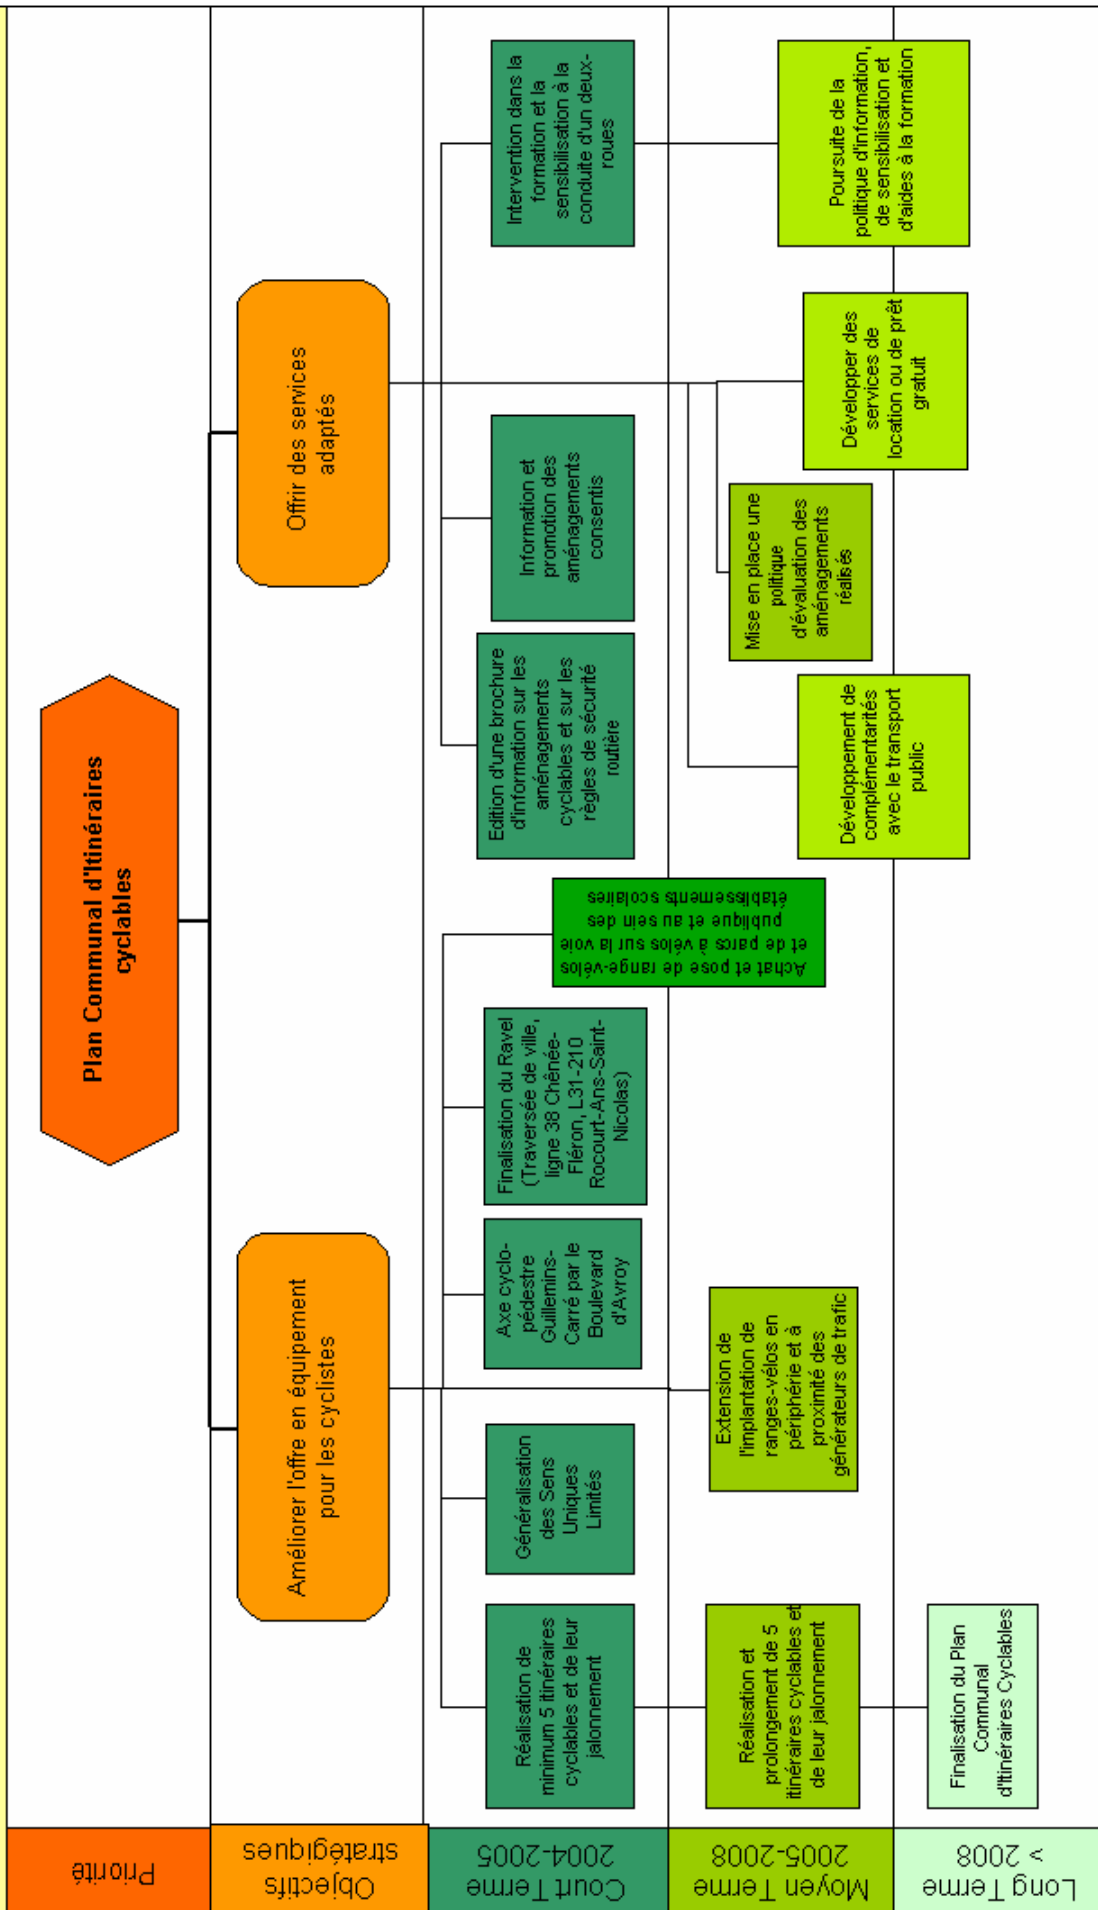 Priorité
Plan Communal d'Itinéraires
cyclables
Objectifs
stratégiques
Améliorer l'offre en équipement
pour les cyclistes
Offrir des services
adaptés
Court Terme
2004-2005
Réalisation de
minimum 5 itinéraires
cyclables et de leur
jalonnement
Généralisation
des Sens
Uniques
Limités
Axe cyclo-
pédestre
Guillemins-
Carré par le
Boulevard
d'Avroy
Finalisation du Ravel
(Traversée de ville,
ligne 38 Chênée-
Fléron, L31-210
Rocourt-Ans-Saint-
Nicolas)
Achat et pose de range-vélos
et de parcs à vélos sur la voie
publique et au sein des
établissements scolaires
Edition d'une brochure
d'information sur les
aménagements
cyclables et sur les
règles de sécurité
routière
Information et
promotion des
aménagements
consentis
Intervention dans la
formation et la
sensibilisation à la
conduite d'un deux-
roues
Moyen Terme
2005-2008
Réalisation et
prolongement de 5
itinéraires cyclables et
de leur jalonnement
Extension de
l'implantation de
ranges-vélos en
périphérie et à
proximité des
générateurs de trafic
Développement de
complémentarités
avec le transport
public
Mise en place une
politique
d'évaluation des
aménagements
réalisés
Développer des
services de
location ou de prêt
gratuit
Poursuite de la
politique d'information,
de sensibilisation et
d'aides à la formation
Long Terme
> 2008
Finalisation du Plan
Communal
d'Itinéraires Cyclables